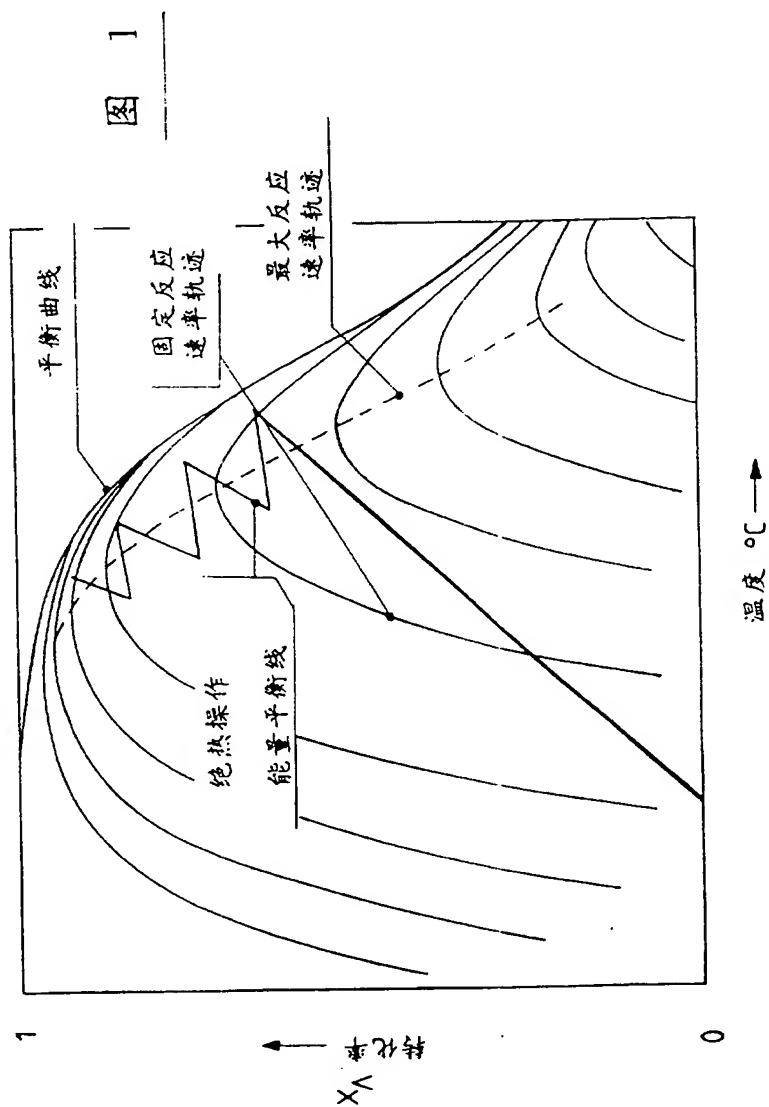 图 1
平衡曲线
固定反应
速率轨迹
最大反应
速率轨迹
绝热操作
能量平衡线
1
X_A
转化率
0
温度 °C